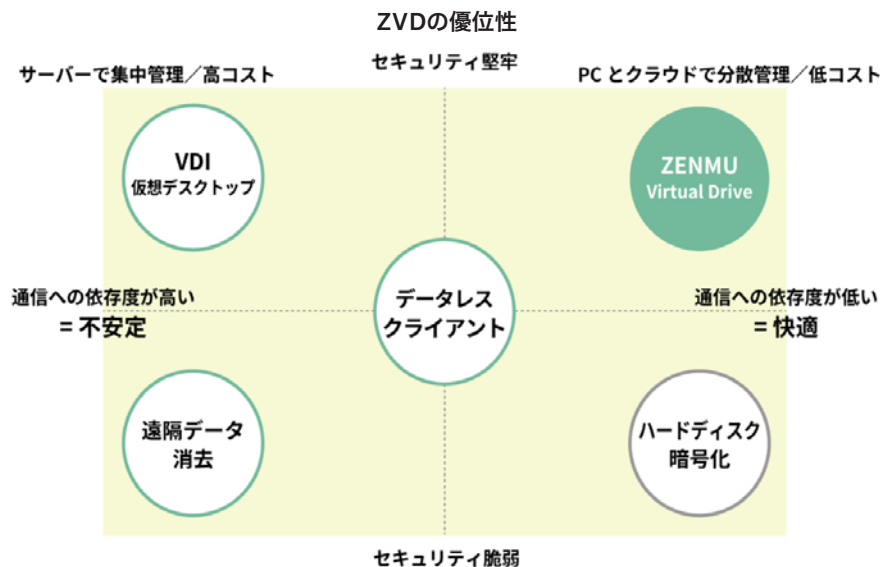 ZVDの優位性
セキュリティ堅牢
サーバーで集中管理／高コスト
PCとクラウドで分散管理／低コスト
VDI
仮想デスクトップ
ZENMU
Virtual Drive
データレス
クライアント
通信への依存度が高い
= 不安定
通信への依存度が低い
= 快適
遠隔データ
消去
ハードディスク
暗号化
セキュリティ脆弱